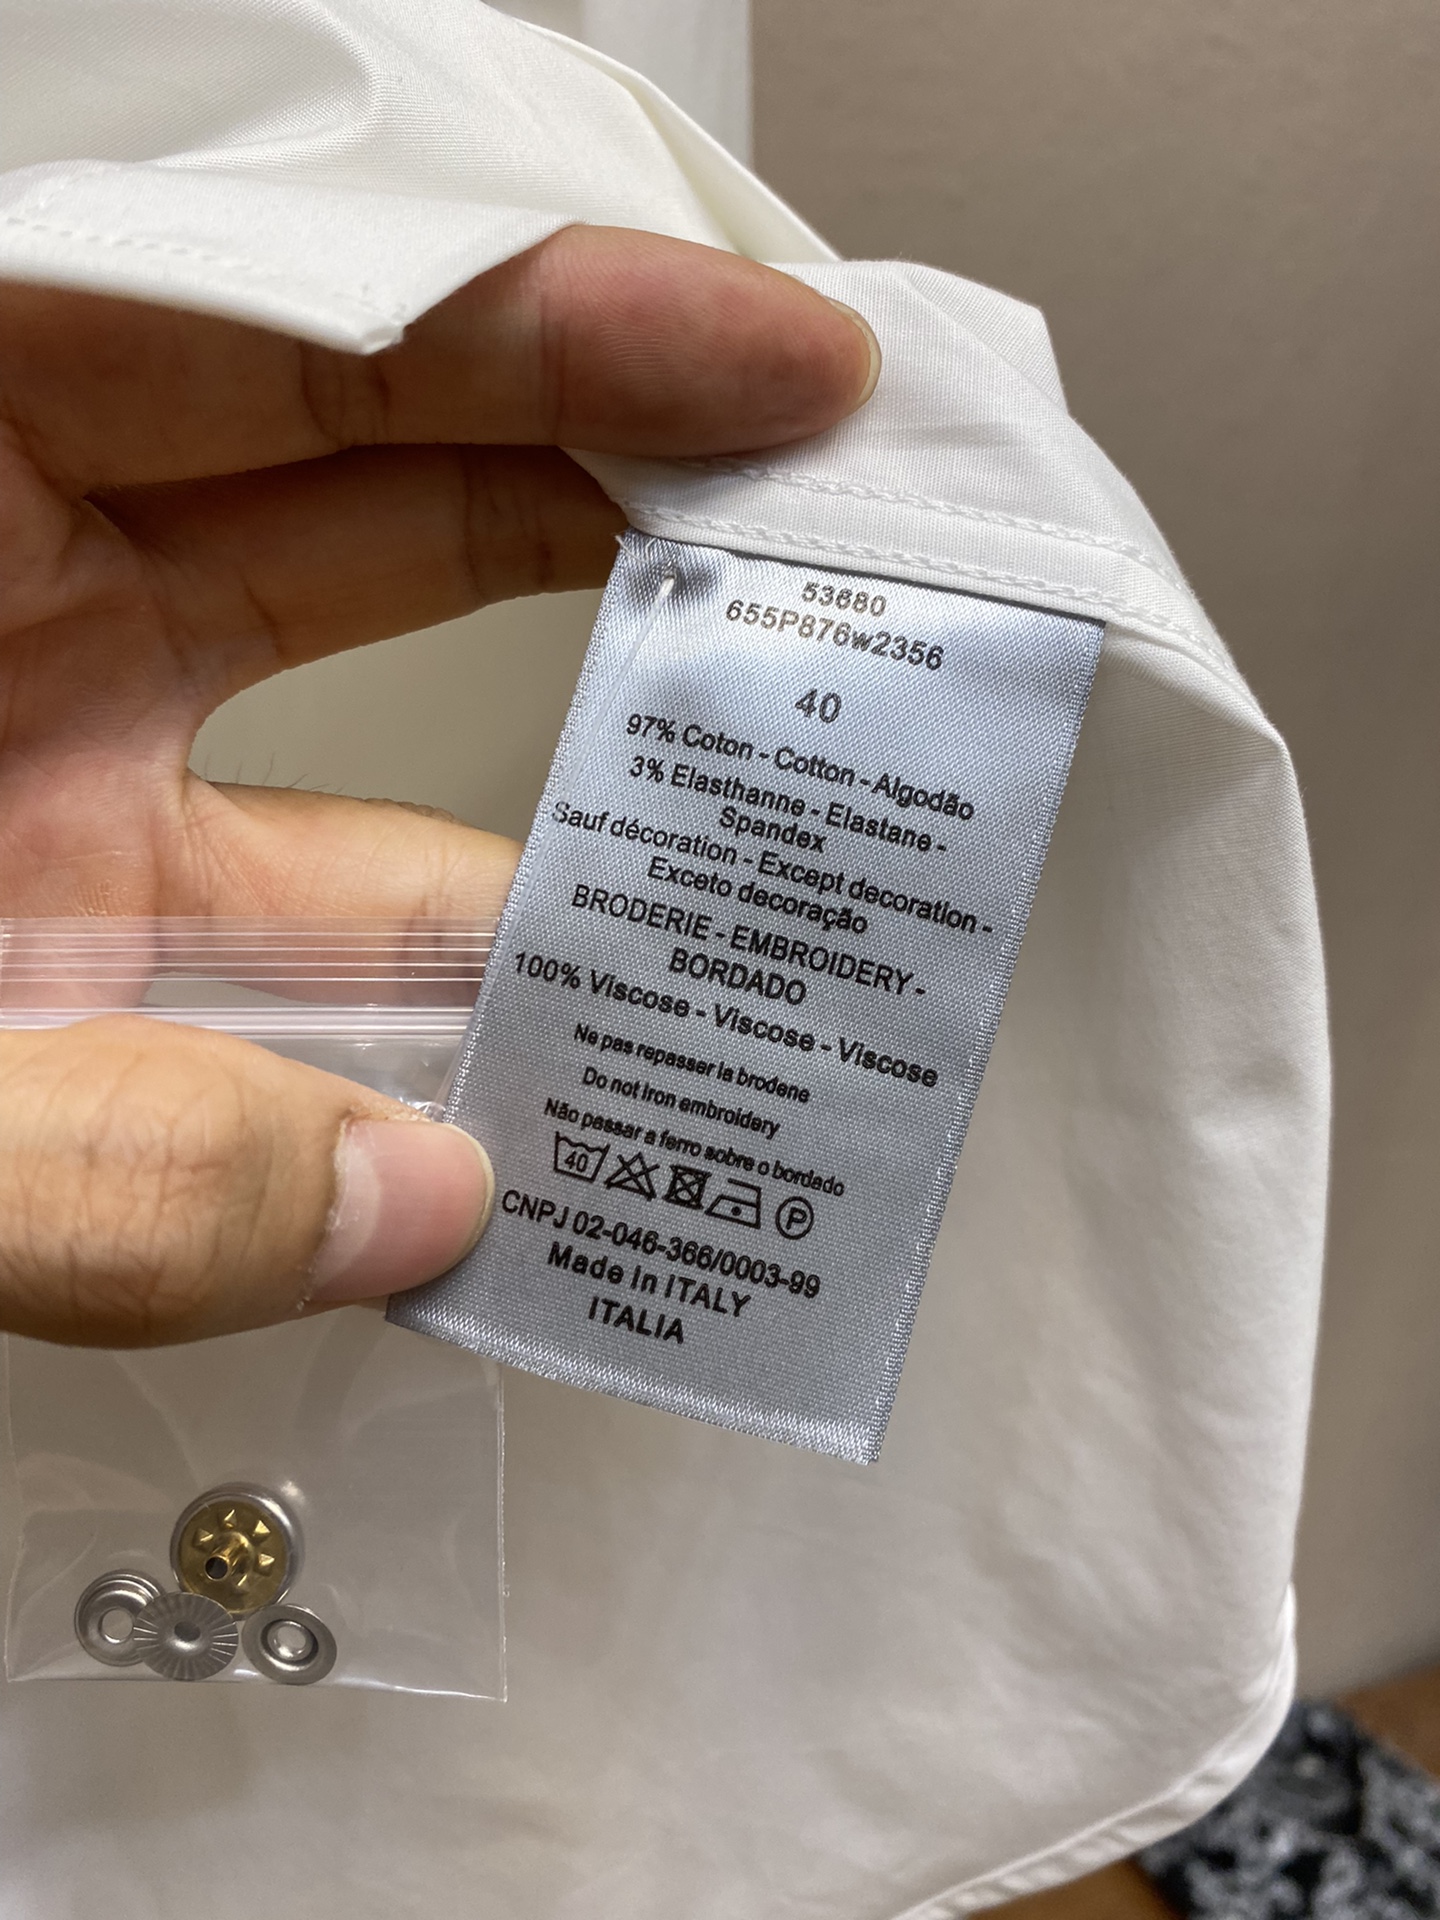 53680
655P876w2356
40
97% Coton - Cotton - Algodão
3% Elasthanne - Elastane -
Spandex
Sauf décoration - Except decoration -
Exceto decoração
BRODERIE - EMBROIDERY -
BORDADO
100% Viscose - Viscose - Viscose
Ne pas repasser la brodene
Do not iron embroidery
Não passar a ferro sobre o bordado
40 P
CNPJ 02-046-366/0003-99
Made in ITALY
ITALIA